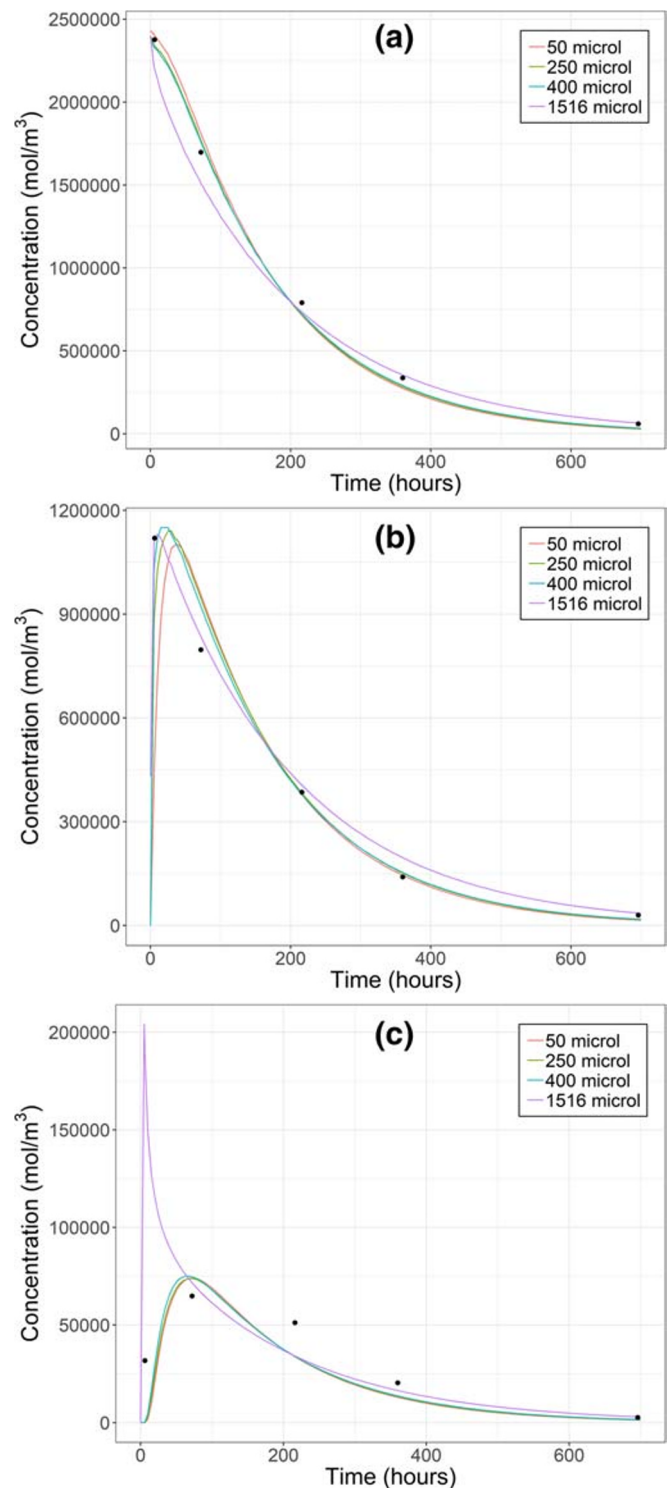 (a)
50 microl
250 microl
400 microl
1516 microl
2500000
2000000
1500000
1000000
500000
0
Concentration (mol/m³)
0 200 400 600
Time (hours)
(b)
50 microl
250 microl
400 microl
1516 microl
1200000
900000
600000
300000
0
Concentration (mol/m³)
0 200 400 600
Time (hours)
(c)
50 microl
250 microl
400 microl
1516 microl
200000
150000
100000
50000
0
Concentration (mol/m³)
0 200 400 600
Time (hours)